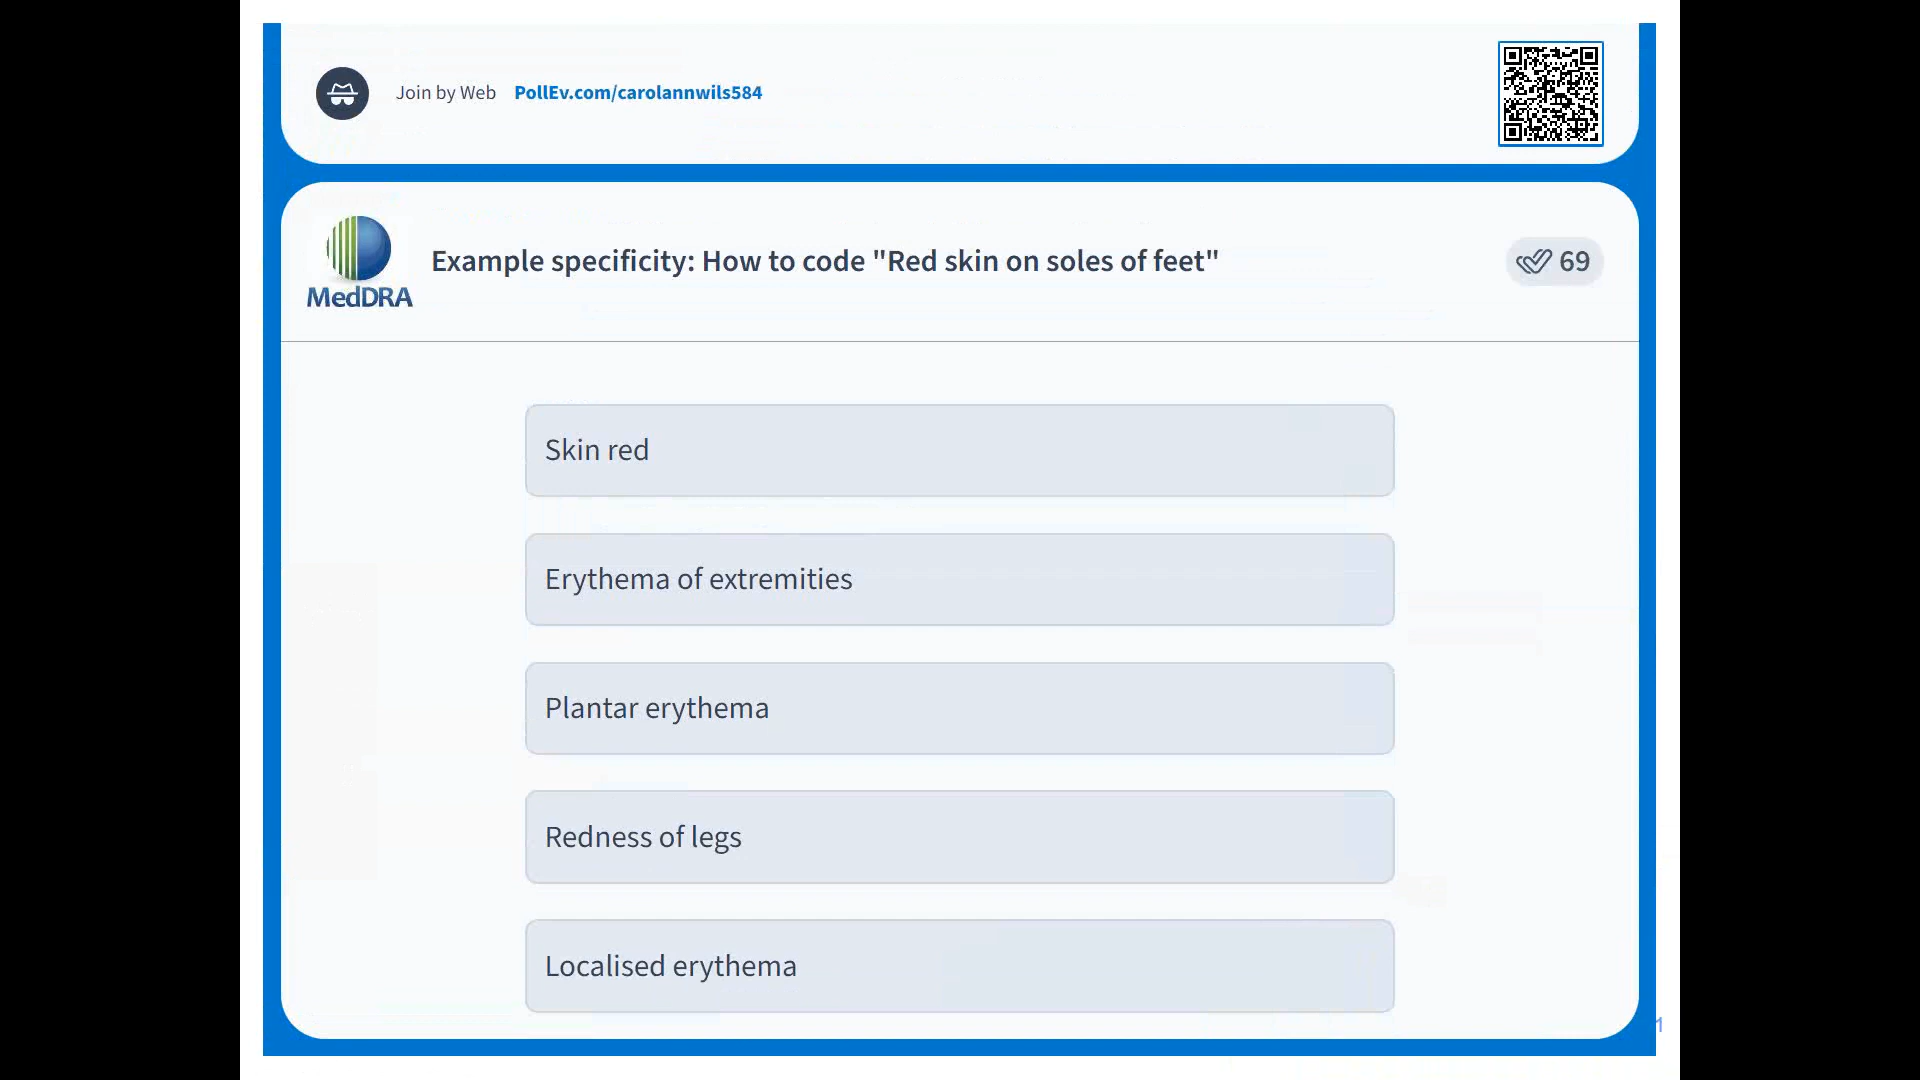 Join by Web PollEv.com/carolannwils584
MedDRA
Example specificity: How to code "Red skin on soles of feet"
69
Skin red
Erythema of extremities
Plantar erythema
Redness of legs
Localised erythema
1